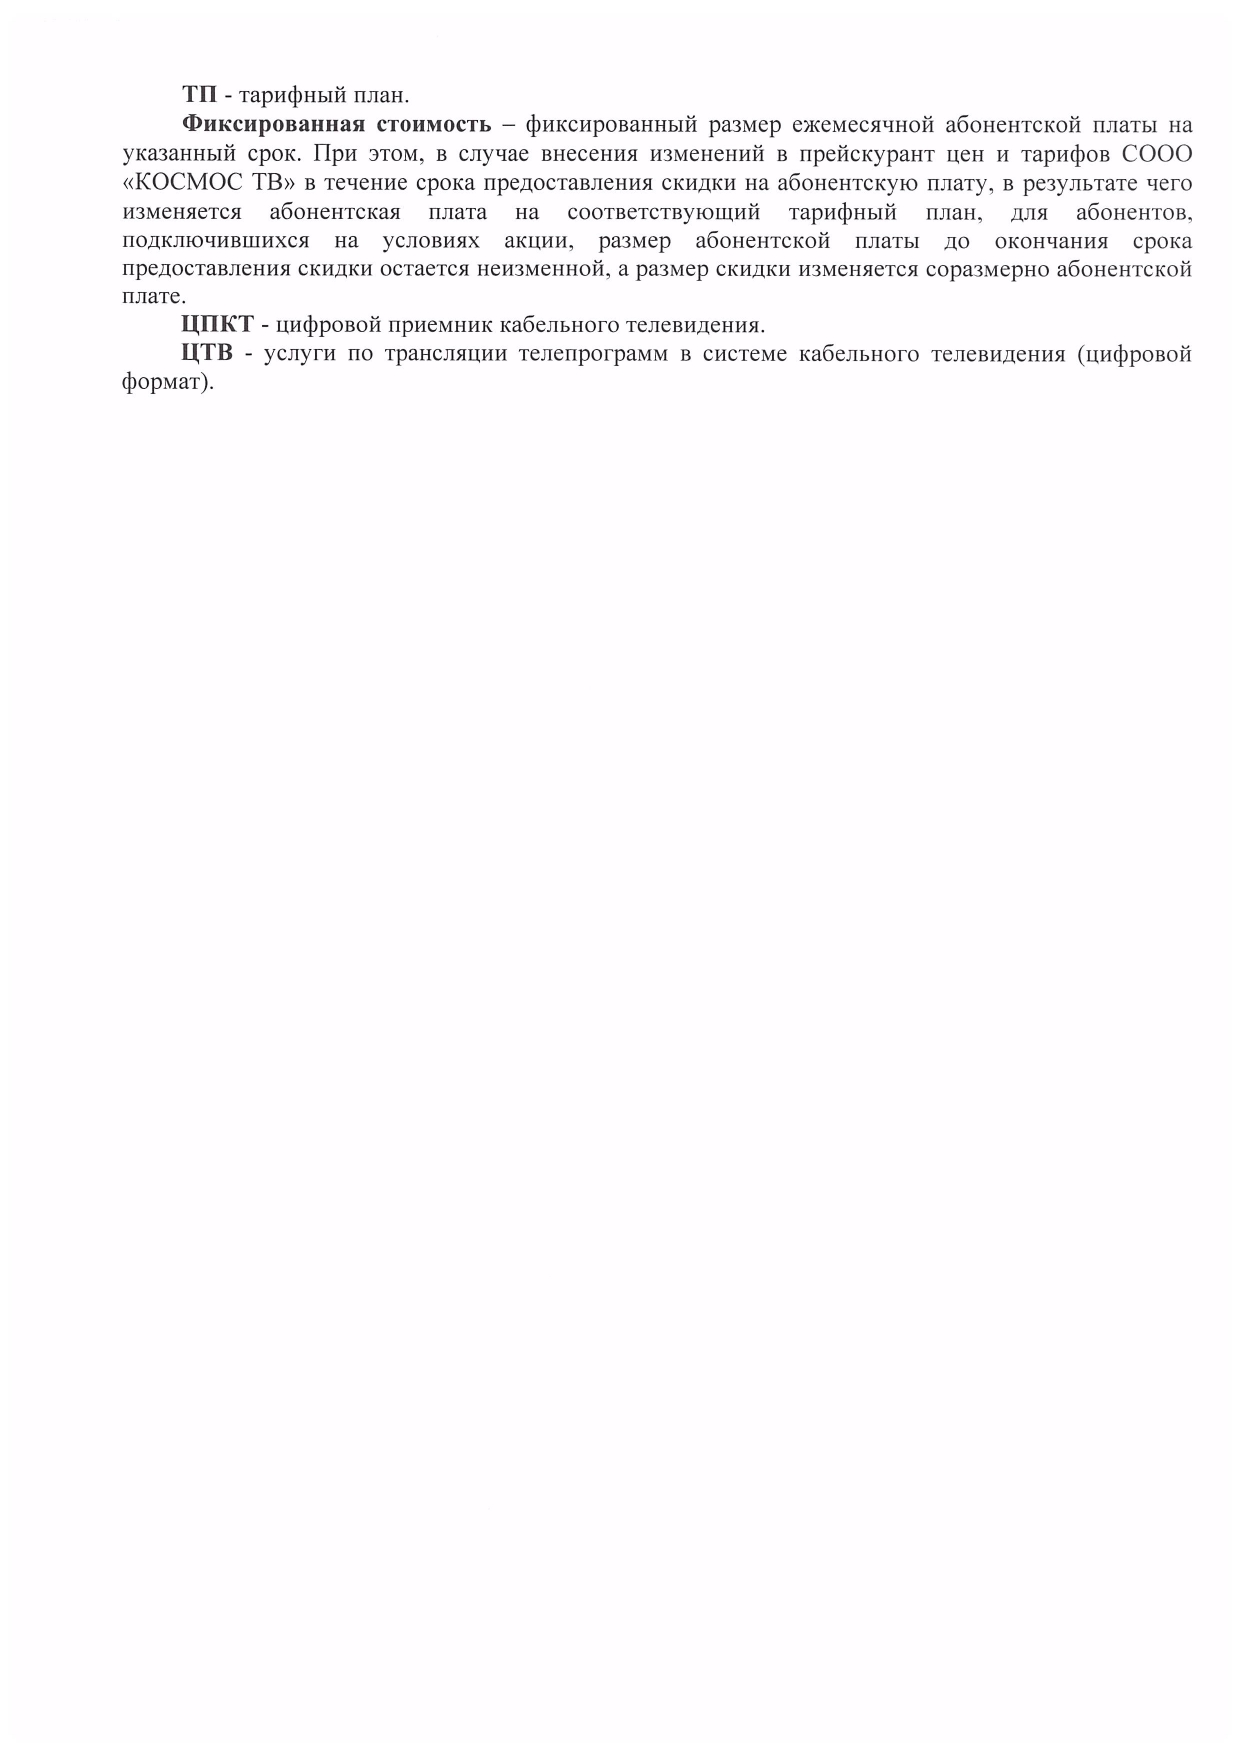 ТП - тарифный план.
Фиксированная стоимость – фиксированный размер ежемесячной абонентской платы на
указанный срок. При этом, в случае внесения изменений в прейскурант цен и тарифов СООО
«КОСМОС ТВ» в течение срока предоставления скидки на абонентскую плату, в результате чего
изменяется абонентская плата на соответствующий тарифный план, для абонентов,
подключившихся на условиях акции, размер абонентской платы до окончания срока
предоставления скидки остается неизменной, а размер скидки изменяется соразмерно абонентской
плате.
ЦПКТ - цифровой приемник кабельного телевидения.
ЦТВ - услуги по трансляции телепрограмм в системе кабельного телевидения (цифровой
формат).